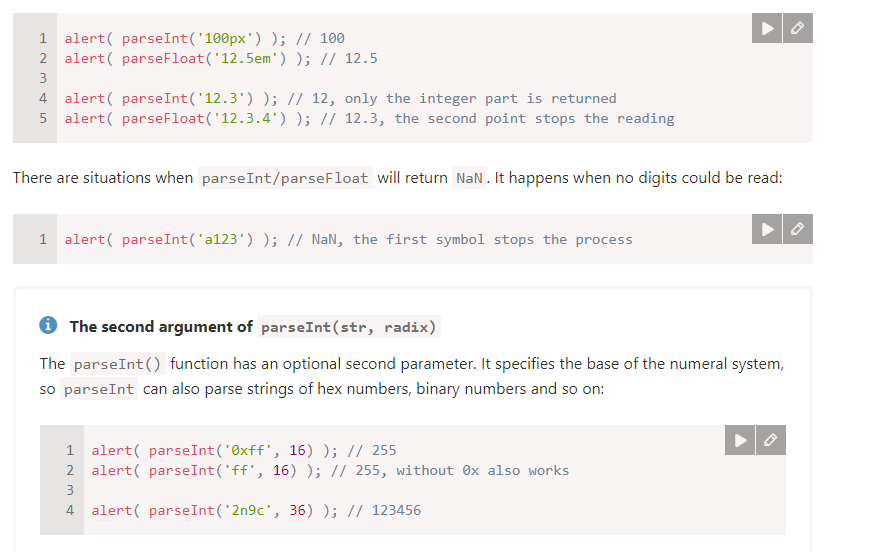 1 alert( parseInt('100px') ); // 100
2 alert( parseFloat('12.5em') ); // 12.5
3
4 alert( parseInt('12.3') ); // 12, only the integer part is returned
5 alert( parseFloat('12.3.4') ); // 12.3, the second point stops the reading
There are situations when parseInt/parseFloat will return NaN. It happens when no digits could be read:
1 alert( parseInt('a123') ); // NaN, the first symbol stops the process
The second argument of parseInt(str, radix)
The parseInt() function has an optional second parameter. It specifies the base of the numeral system,
so parseInt can also parse strings of hex numbers, binary numbers and so on:
1 alert( parseInt('0xff', 16) ); // 255
2 alert( parseInt('ff', 16) ); // 255, without 0x also works
3
4 alert( parseInt('2n9c', 36) ); // 123456